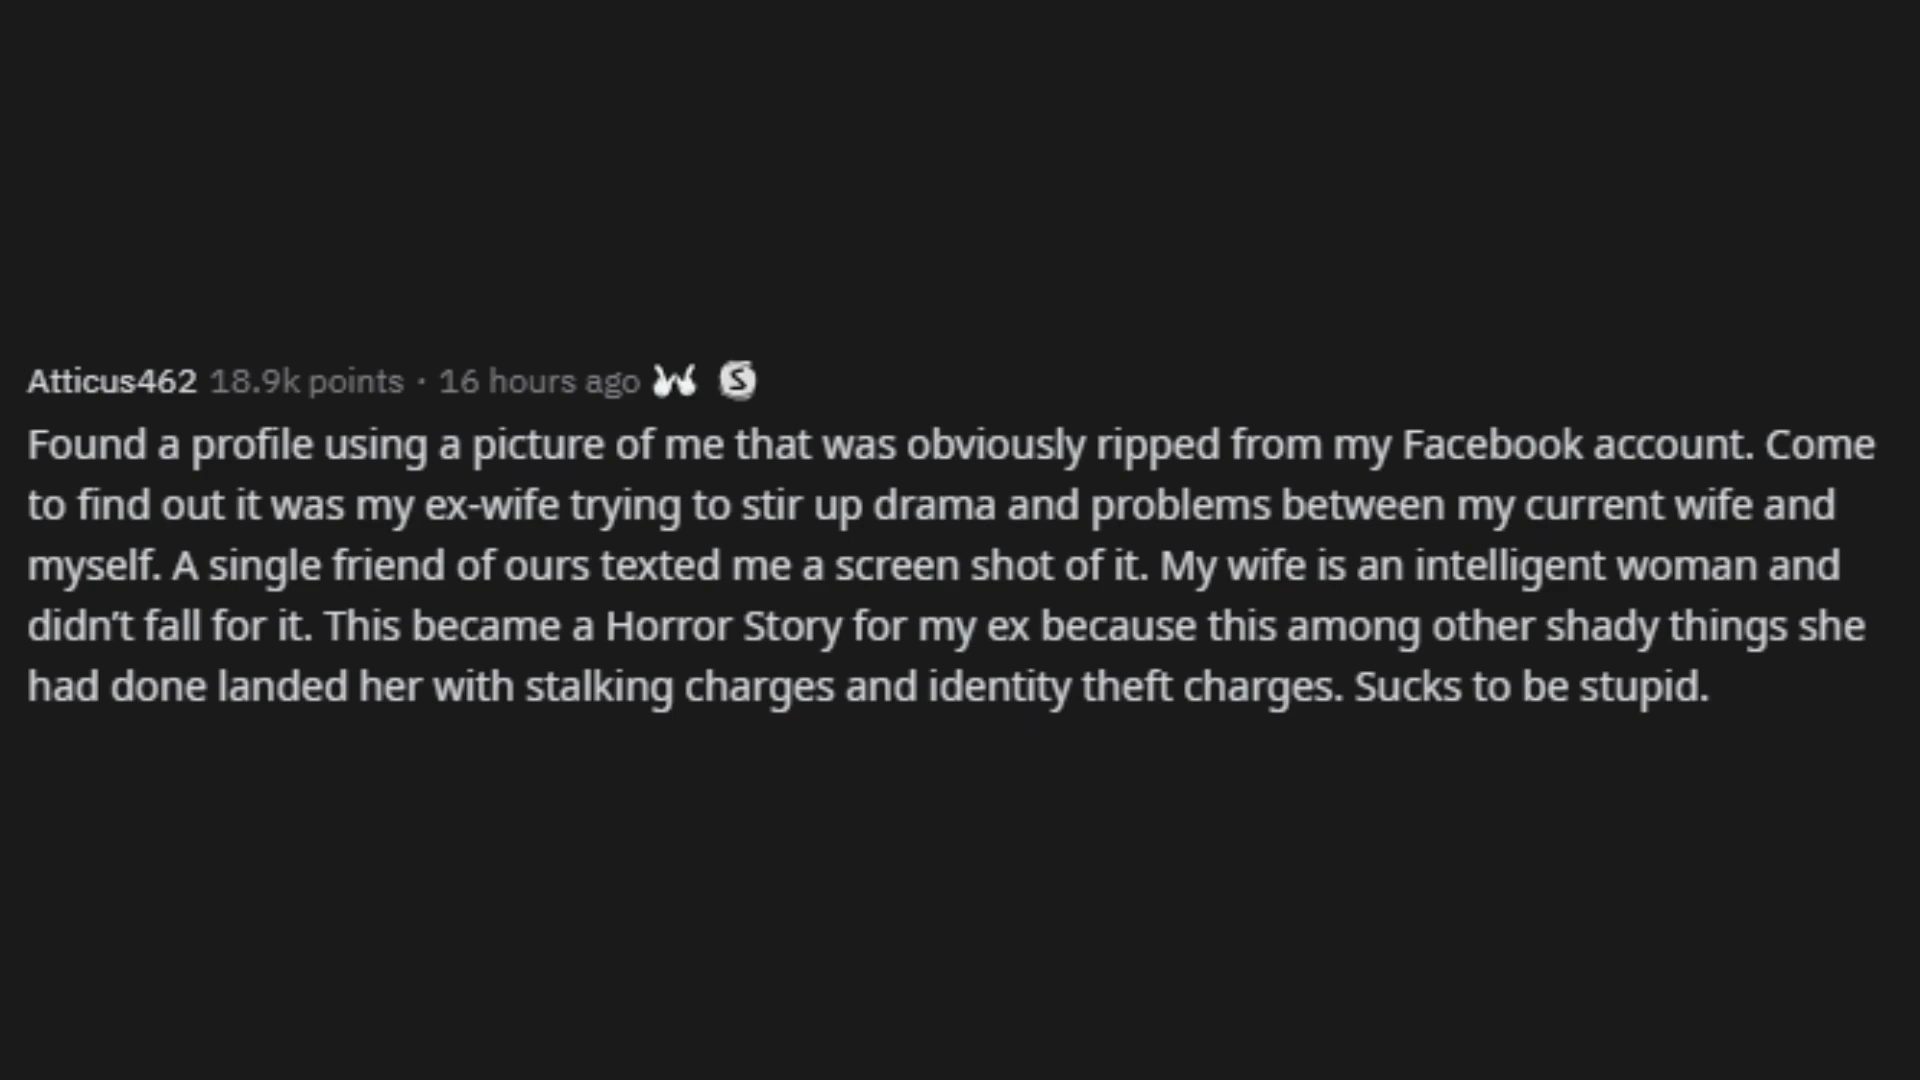 Atticus462 18.9k points · 16 hours ago
Found a profile using a picture of me that was obviously ripped from my Facebook account. Come
to find out it was my ex-wife trying to stir up drama and problems between my current wife and
myself. A single friend of ours texted me a screen shot of it. My wife is an intelligent woman and
didn’t fall for it. This became a Horror Story for my ex because this among other shady things she
had done landed her with stalking charges and identity theft charges. Sucks to be stupid.